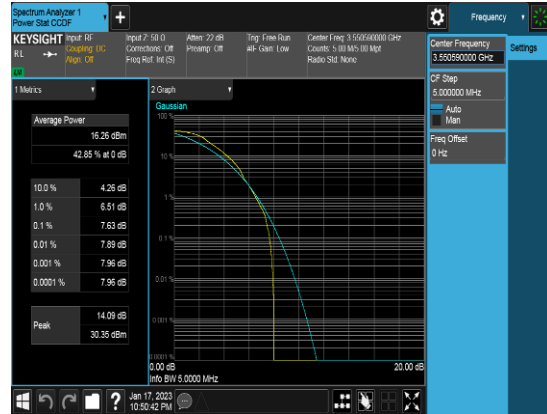 Spectrum Analyzer 1
Power Stat CCDF
Frequency
KEYSIGHT
RL
Input: RF
Coupling: DC
Align: Off
Input Z: 50 Ω
Corrections: Off
Freq Ref: Int (S)
Atten: 22 dB
Preamp: Off
Trig: Free Run
#IF Gain: Low
Center Freq: 3.550590000 GHz
Counts: 5.00 M/5.00 Mpt
Radio Std: None
Center Frequency
3.550590000 GHz
Settings
CF Step
5.000000 MHz
Auto
Man
Freq Offset
0 Hz
1 Metrics
Average Power
16.26 dBm
42.85 % at 0 dB
10.0 % 4.26 dB
1.0 % 6.51 dB
0.1 % 7.63 dB
0.01 % 7.89 dB
0.001 % 7.96 dB
0.0001 % 7.96 dB
Peak
14.09 dB
30.35 dBm
2 Graph
Gaussian
100 %
10 %
1 %
0.1 %
0.01 %
0.001 %
0.0001 %
0.00 dB
20.00 dB
Info BW 5.0000 MHz
?
Jan 17, 2023
10:50:42 PM